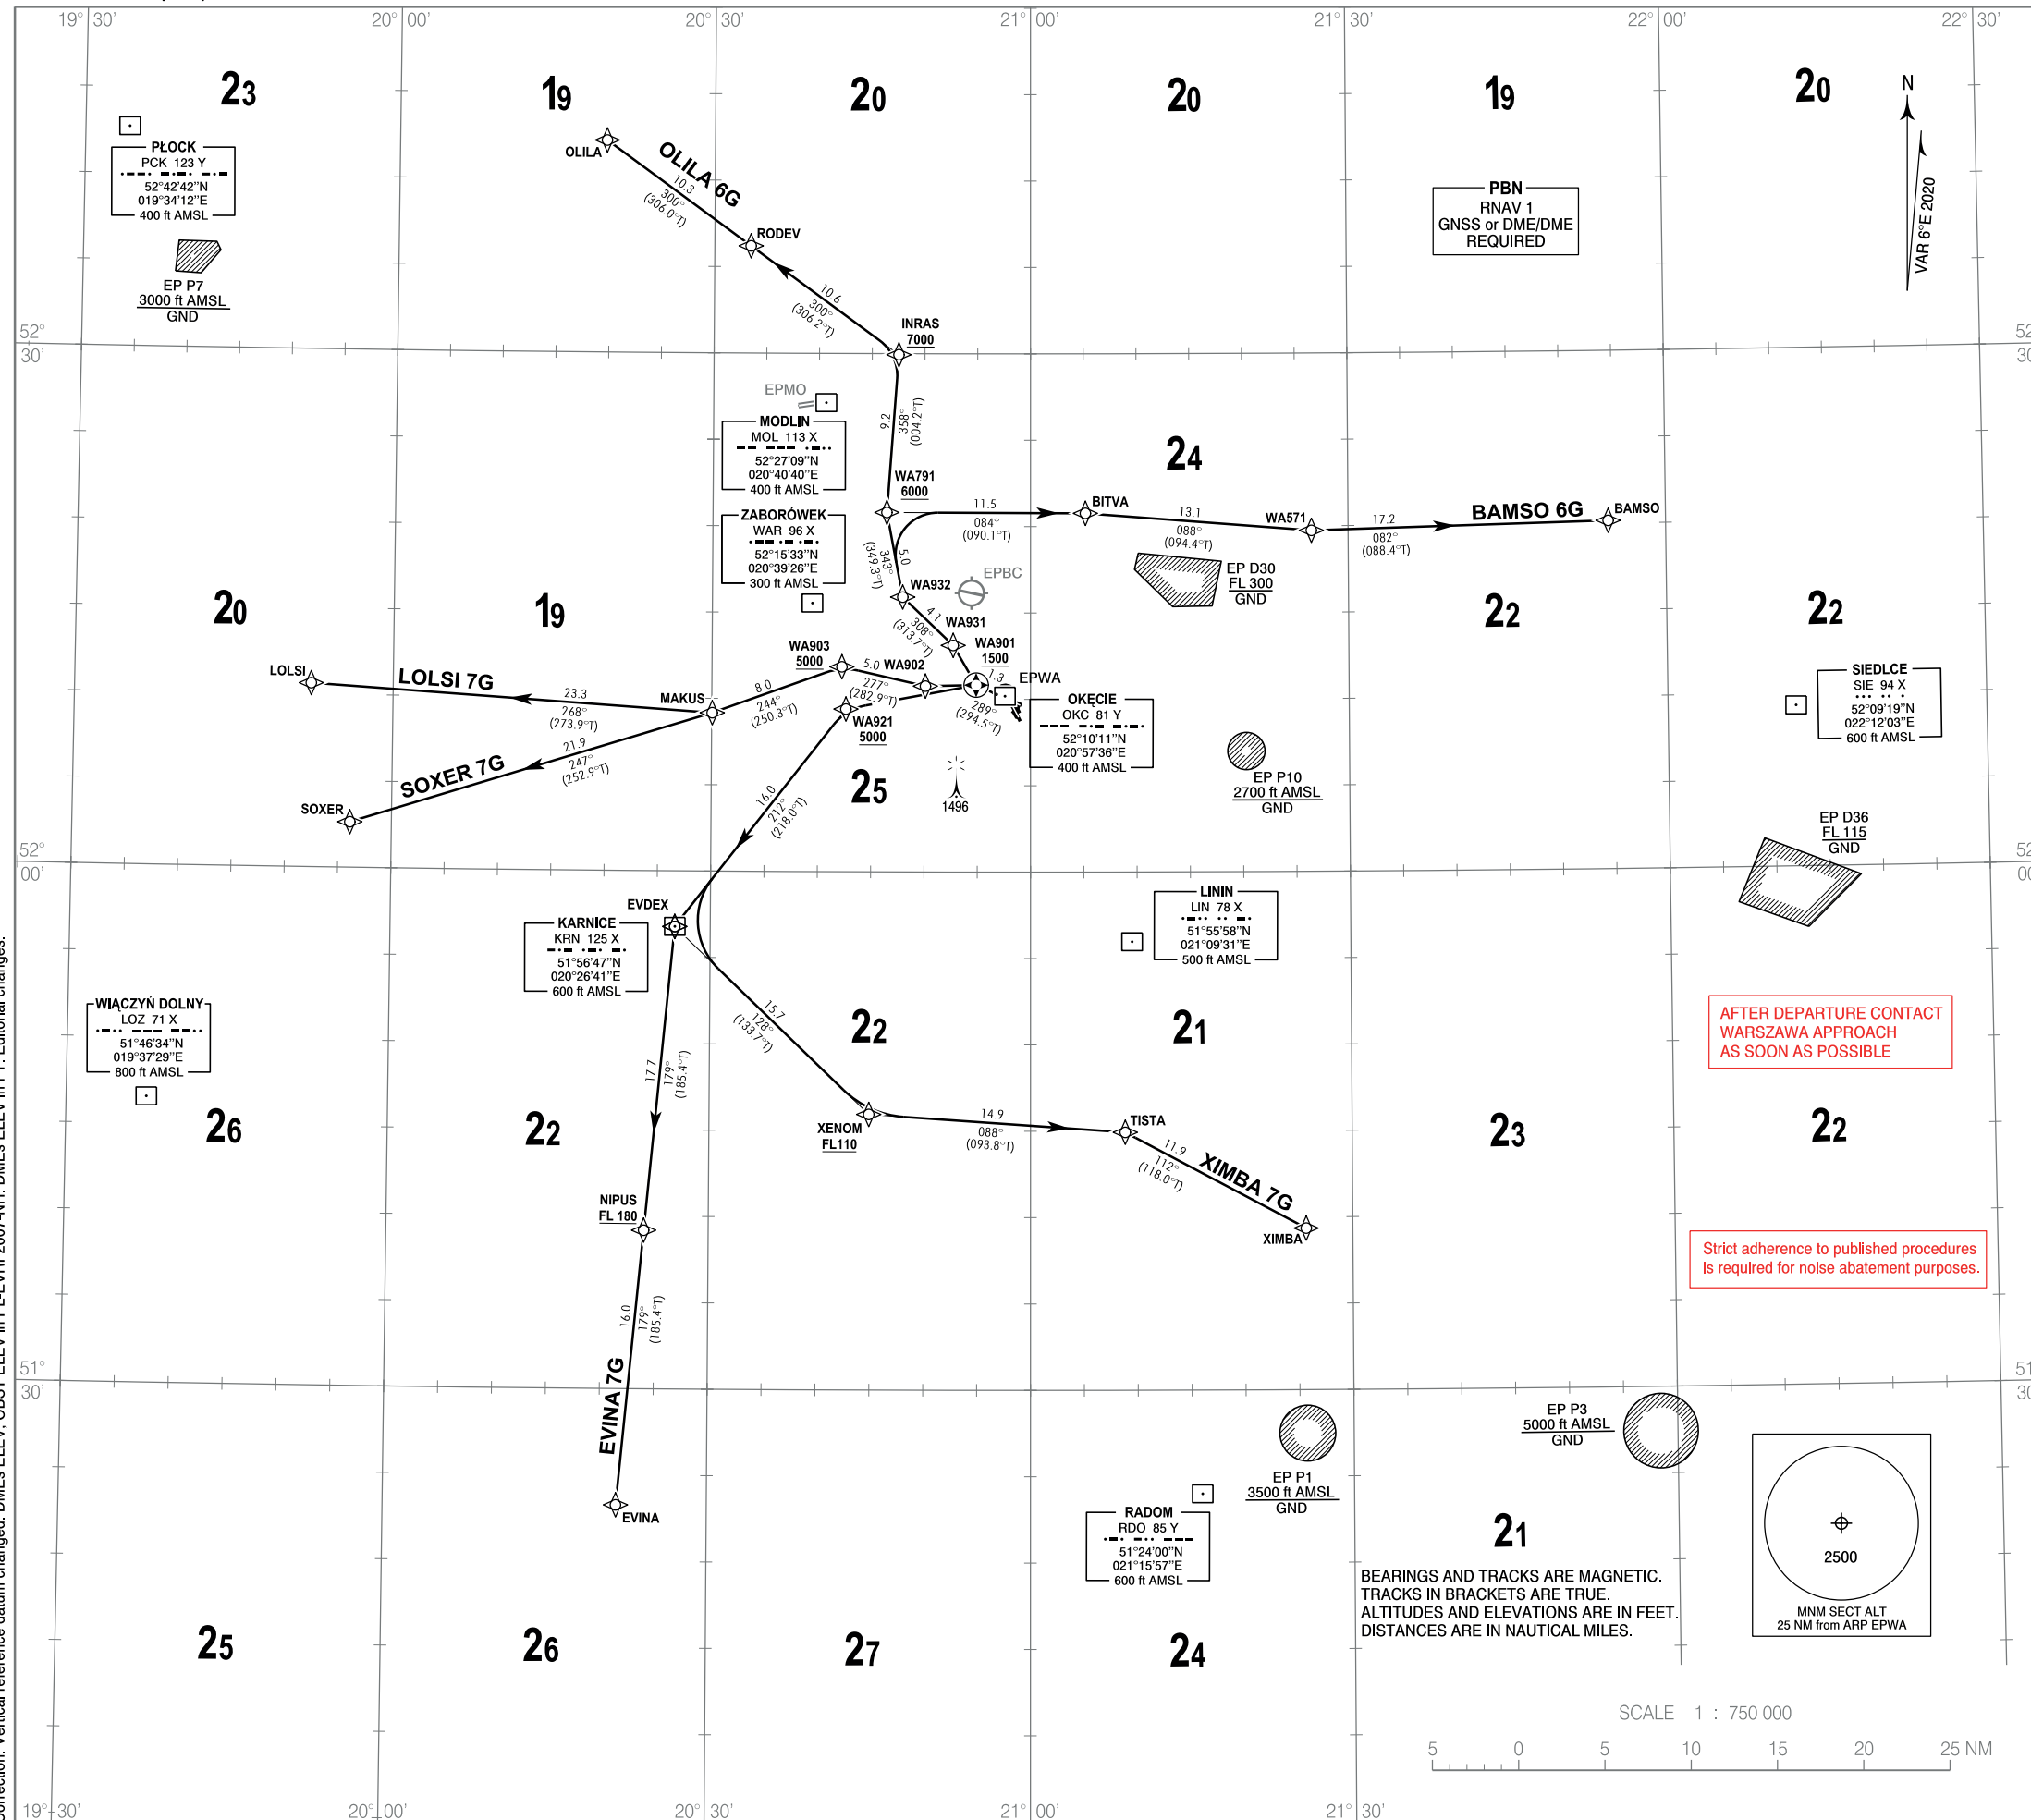 19° 30'
20° 00'
20° 30'
21° 00'
21° 30'
22° 00'
22° 30'
23
19
20
20
19
20
N
VAR 6°E 2020
PŁOCK
PCK 123 Y
52°42'42"N
019°34'12"E
400 ft AMSL
EP P7
3000 ft AMSL
GND
OLILA
OLILA 6G
10.3
300°
(306.0°T)
RODEV
10.6
300°
(306.2°T)
PBN
RNAV 1
GNSS or DME/DME
REQUIRED
52°
30'
52
30
INRAS
7000
EPMO
MODLIN
MOL 113 X
52°27'09"N
020°40'40"E
400 ft AMSL
9.2
358°
(004.2°T)
24
WA791
6000
11.5
084°
(090.1°T)
BITVA
13.1
088°
(094.4°T)
WA571
17.2
082°
(088.4°T)
BAMSO 6G
BAMSO
ZABORÓWEK
WAR 96 X
52°15'33"N
020°39'26"E
300 ft AMSL
5.0
343°
(349.3°T)
WA932
EPBC
EP D30
FL 300
GND
20
19
22
22
4.1
308°
(313.7°T)
WA931
WA901
1500
WA903
5000
5.0
WA902
277°
(282.9°T)
1.3
EPWA
289°
(294.5°T)
LOLSI
LOLSI 7G
23.3
268°
(273.9°T)
MAKUS
8.0
244°
(250.3°T)
WA921
5000
OKĘCIE
OKC 81 Y
52°10'11"N
020°57'36"E
400 ft AMSL
SIEDLCE
SIE 94 X
52°09'19"N
022°12'03"E
600 ft AMSL
SOXER 7G
21.9
247°
(252.9°T)
SOXER
25
1496
EP P10
2700 ft AMSL
GND
16.0
212°
(218.0°T)
EP D36
FL 115
GND
52°
00'
52
00
EVDEX
KARNICE
KRN 125 X
51°56'47"N
020°26'41"E
600 ft AMSL
LININ
LIN 78 X
51°55'58"N
021°09'31"E
500 ft AMSL
WIĄCZYŃ DOLNY
LOZ 71 X
51°46'34"N
019°37'29"E
800 ft AMSL
15.7
128°
(133.7°T)
22
21
AFTER DEPARTURE CONTACT
WARSZAWA APPROACH
AS SOON AS POSSIBLE
17.7
179°
(185.4°T)
26
22
XENOM
FL110
14.9
088°
(093.8°T)
TISTA
11.9
112°
(118.0°T)
XIMBA 7G
XIMBA
23
22
NIPUS
FL 180
Strict adherence to published procedures
is required for noise abatement purposes.
16.0
179°
(185.4°T)
EVINA 7G
EVINA
51°
30'
51
30
EP P1
3500 ft AMSL
GND
EP P3
5000 ft AMSL
GND
RADOM
RDO 85 Y
51°24'00"N
021°15'57"E
600 ft AMSL
21
2500
MNM SECT ALT
25 NM from ARP EPWA
BEARINGS AND TRACKS ARE MAGNETIC.
TRACKS IN BRACKETS ARE TRUE.
ALTITUDES AND ELEVATIONS ARE IN FEET.
DISTANCES ARE IN NAUTICAL MILES.
25
26
27
24
SCALE 1 : 750 000
5 0 5 10 15 20 25 NM
19° 30'
20° 00'
20° 30'
21° 00'
21° 30'